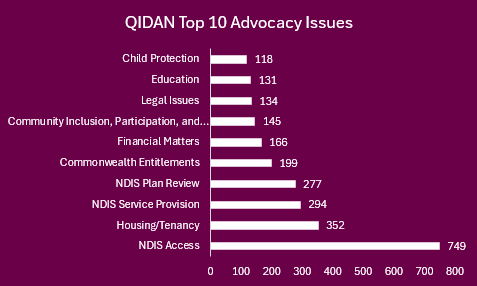 QIDAN Top 10 Advocacy Issues
Child Protection 118
Education 131
Legal Issues 134
Community Inclusion, Participation, and... 145
Financial Matters 166
Commonwealth Entitlements 199
NDIS Plan Review 277
NDIS Service Provision 294
Housing/Tenancy 352
NDIS Access 749
0 100 200 300 400 500 600 700 800